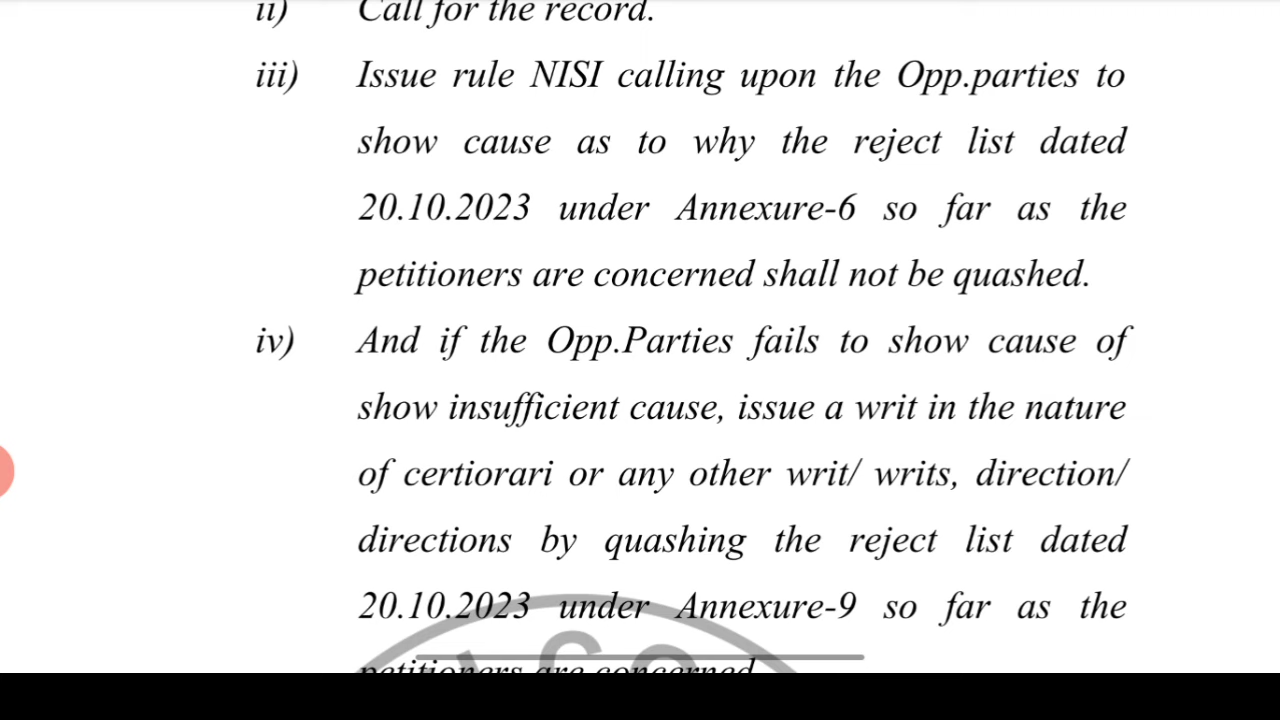 ii) Call for the record.
iii) Issue rule NISI calling upon the Opp.parties to
show cause as to why the reject list dated
20.10.2023 under Annexure-6 so far as the
petitioners are concerned shall not be quashed.
iv) And if the Opp.Parties fails to show cause of
show insufficient cause, issue a writ in the nature
of certiorari or any other writ/ writs, direction/
directions by quashing the reject list dated
20.10.2023 under Annexure-9 so far as the
petitioners are concerned